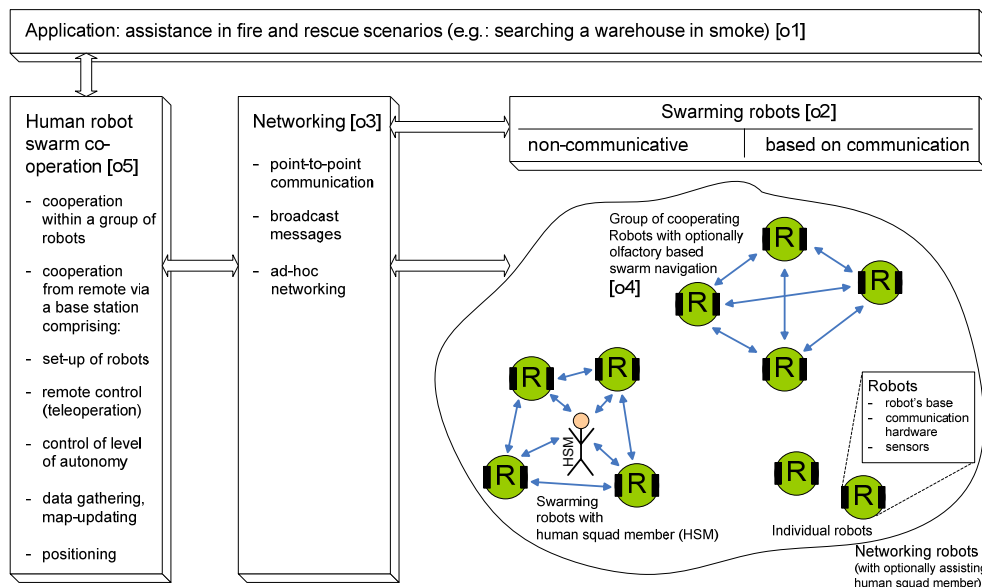 Application: assistance in fire and rescue scenarios (e.g.: searching a warehouse in smoke) [o1]
Human robot
swarm co-
operation [o5]
- cooperation
within a group of
robots
- cooperation
from remote via
a base station
comprising:
- set-up of robots
- remote control
(teleoperation)
- control of level
of autonomy
- data gathering,
map-updating
- positioning
Networking [o3]
- point-to-point
communication
- broadcast
messages
- ad-hoc
networking
Swarming robots [o2]
non-communicative
based on communication
Group of cooperating
Robots with optionally
olfactory based
swarm navigation
[o4]
R
R
R
R
R
R
HSM
R
R
Swarming
robots with
human squad member (HSM)
Robots
- robot's base
- communication
hardware
- sensors
R
R
Individual robots
Networking robots
(with optionally assisting
human squad member)